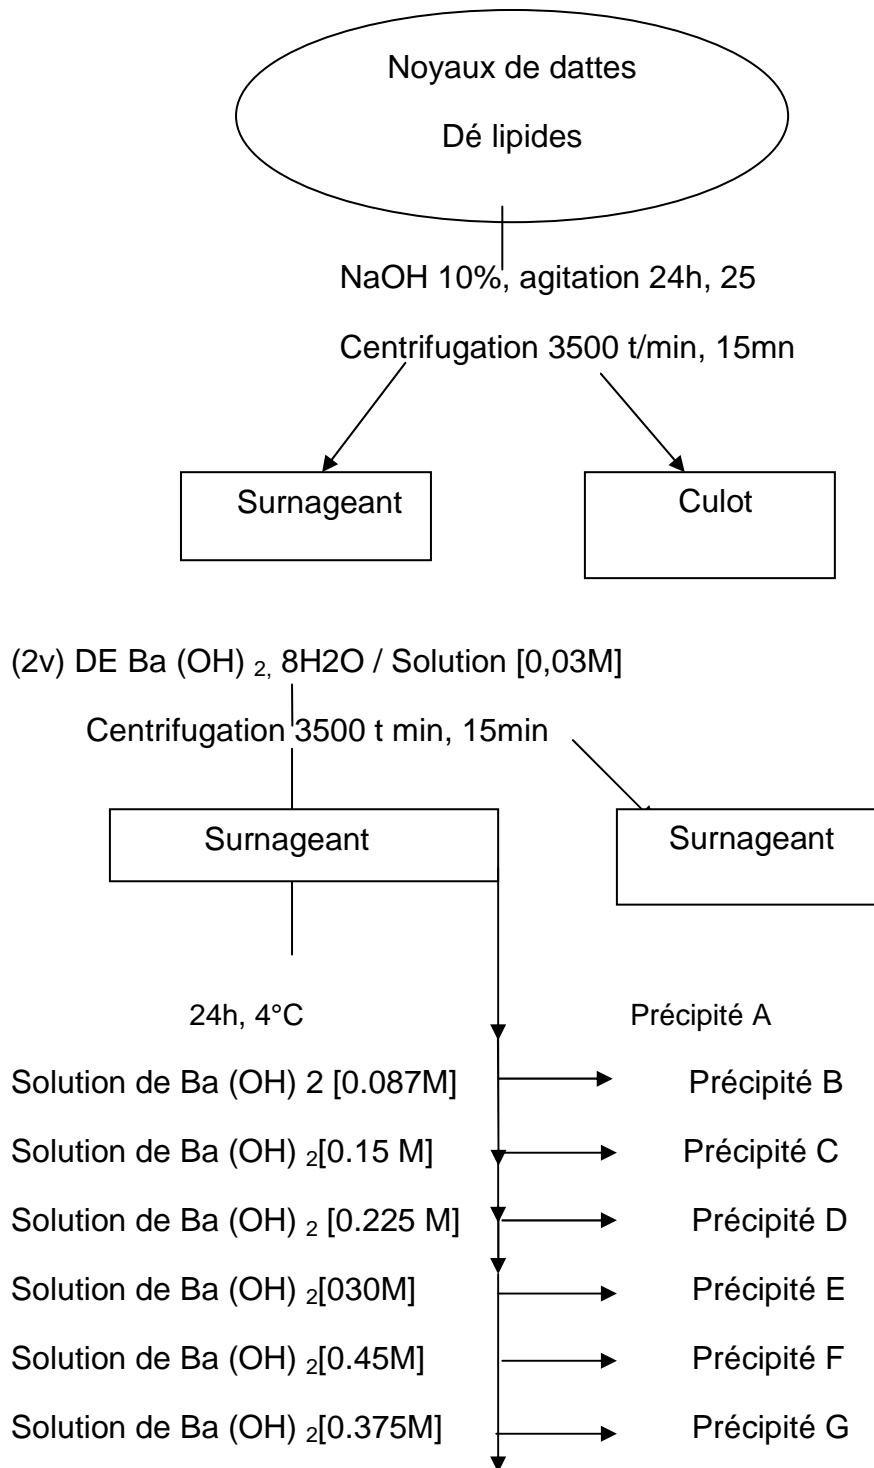 Noyaux de dattes
Dé lipides
NaOH 10%, agitation 24h, 25
Centrifugation 3500 t/min, 15mn
Surnageant Culot
(2v) DE Ba (OH) 2, 8H2O / Solution [0,03M]
Centrifugation 3500 t min, 15min
Surnageant Surnageant
24h, 4°C Précipité A
Solution de Ba (OH) 2 [0.087M] Précipité B
Solution de Ba (OH) 2[0.15 M] Précipité C
Solution de Ba (OH) 2 [0.225 M] Précipité D
Solution de Ba (OH) 2[030M] Précipité E
Solution de Ba (OH) 2[0.45M] Précipité F
Solution de Ba (OH) 2[0.375M] Précipité G